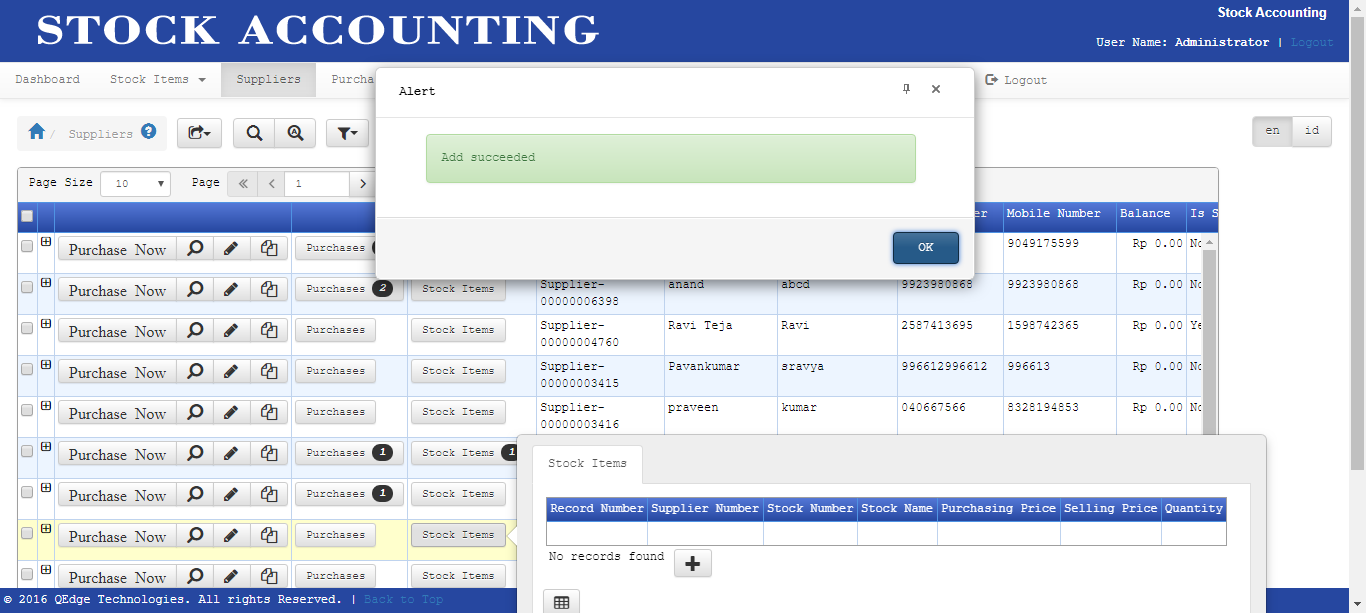 STOCK ACCOUNTING
Stock Accounting
User Name: Administrator | Logout
Dashboard Stock Items Suppliers Purcha Logout
Alert
Add succeeded
OK
Suppliers
en id
Page Size 10 Page 1
er Mobile Number Balance Is S
Purchase Now Purchases 9049175599 Rp 0.00 No
Purchase Now Purchases 2 Stock Items Supplier-00000006398 anand abcd 9923980868 9923980868 Rp 0.00 No
Purchase Now Purchases Stock Items Supplier-00000004760 Ravi Teja Ravi 2587413695 1598742365 Rp 0.00 Ye
Purchase Now Purchases Stock Items Supplier-00000003415 Pavankumar sravya 996612996612 996613 Rp 0.00 No
Purchase Now Purchases Stock Items Supplier-00000003416 praveen kumar 040667566 8328194853 Rp 0.00 No
Purchase Now Purchases 1 Stock Items 1
Purchase Now Purchases 1 Stock Items
Purchase Now Purchases Stock Items
Purchase Now Purchases Stock Items
Stock Items
Record Number Supplier Number Stock Number Stock Name Purchasing Price Selling Price Quantity
No records found
© 2016 QEdge Technologies. All rights Reserved. | Back to Top